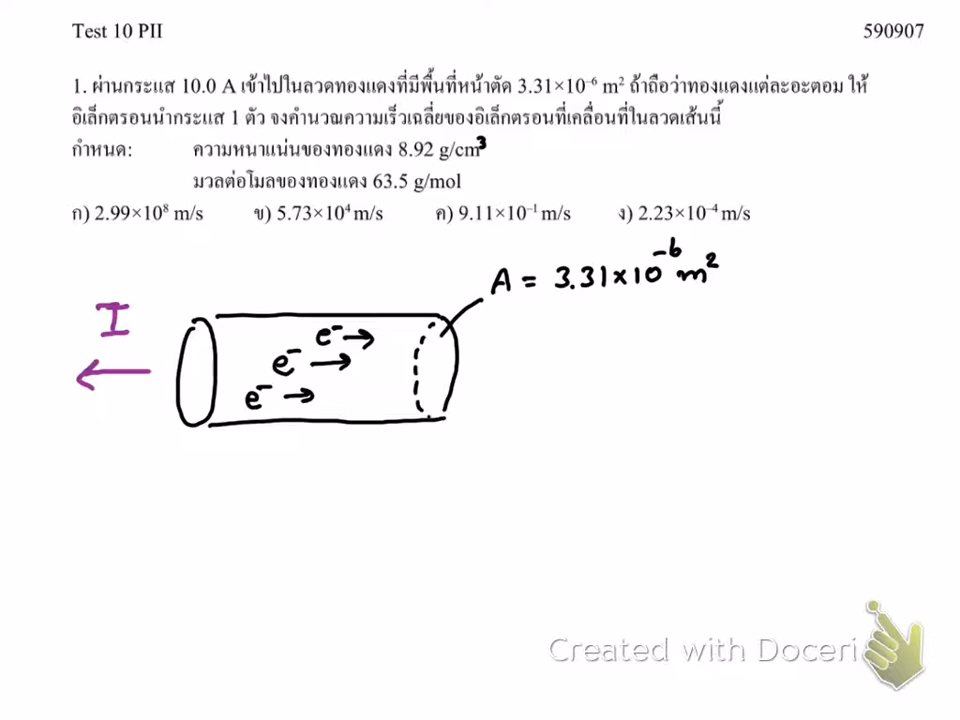 Test 10 PII 590907
1. ผ่านกระแส 10.0 A เข้าไปในลวดทองแดงที่มีพื้นที่หน้าตัด 3.31×10⁻⁶ m² ถ้าถือว่าทองแดงแต่ละอะตอม ให้
อิเล็กตรอนนำกระแส 1 ตัว จงคำนวณความเร็วเฉลี่ยของอิเล็กตรอนที่เคลื่อนที่ในลวดเส้นนี้
กำหนด: ความหนาแน่นของทองแดง 8.92 g/cm³
มวลต่อโมลของทองแดง 63.5 g/mol
ก) 2.99×10⁸ m/s ข) 5.73×10⁴ m/s ค) 9.11×10⁻¹ m/s ง) 2.23×10⁻⁴ m/s
A = 3.31×10⁻⁶ m²
I
e⁻ →
e⁻ →
e⁻ →
Created with Doceri